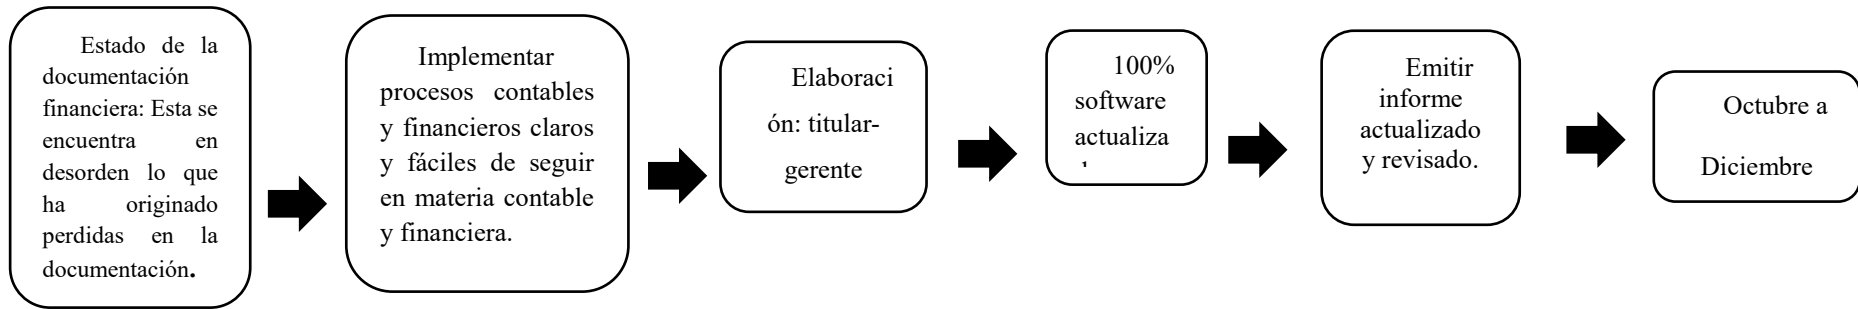 Estado de la
documentación
financiera: Esta se
encuentra en
desorden lo que
ha originado
perdidas en la
documentación.
Implementar
procesos contables
y financieros claros
y fáciles de seguir
en materia contable
y financiera.
Elaboraci
ón: titular-
gerente
100%
software
actualiza
Emitir
informe
actualizado
y revisado.
Octubre a
Diciembre